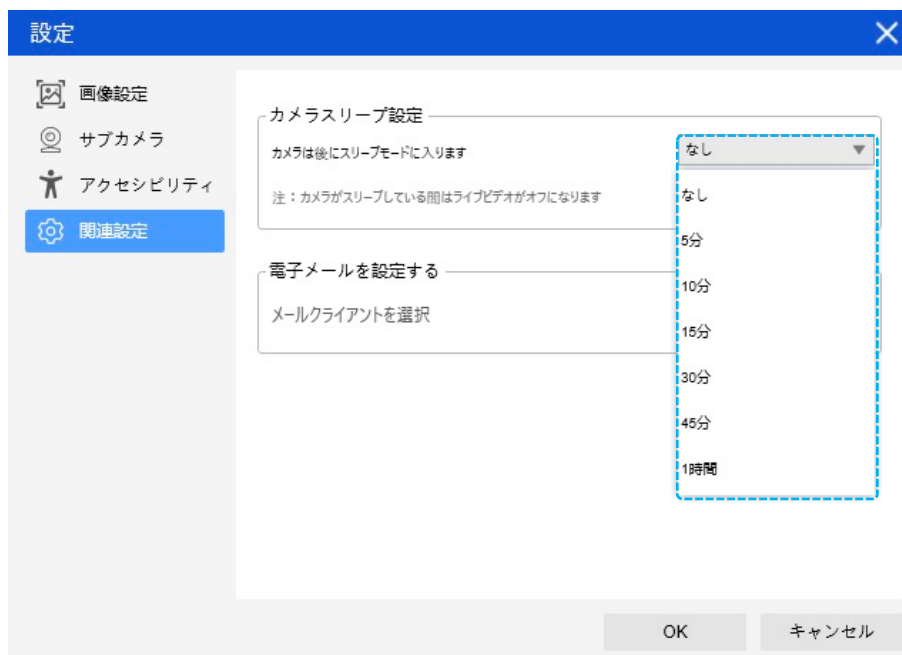 設定
画像設定
サブカメラ
アクセシビリティ
関連設定
カメラスリープ設定
カメラは後にスリープモードに入ります
なし
注：カメラがスリープしている間はライブビデオがオフになります
なし
5分
10分
15分
30分
45分
1時間
電子メールを設定する
メールクライアントを選択
OK
キャンセル